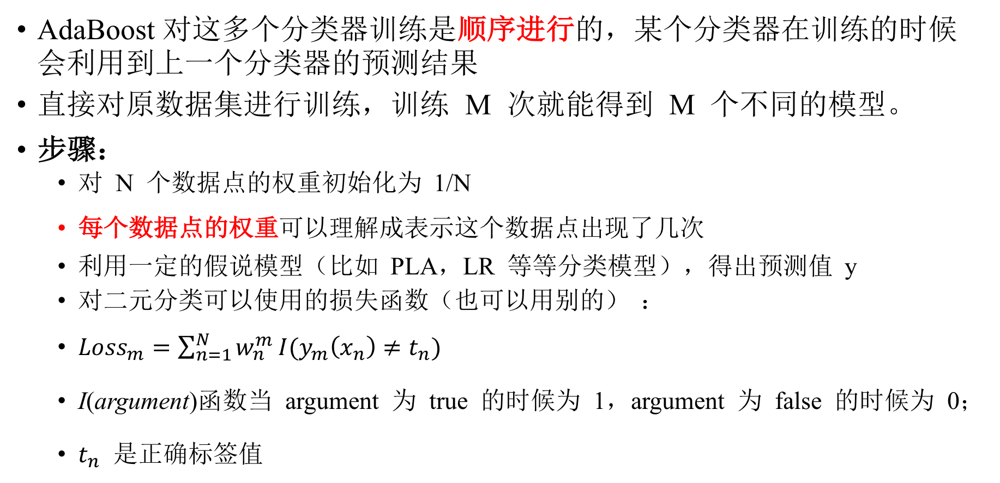 • AdaBoost 对这多个分类器训练是顺序进行的，某个分类器在训练的时候
会利用到上一个分类器的预测结果
• 直接对原数据集进行训练，训练 M 次就能得到 M 个不同的模型。
• 步骤：
• 对 N 个数据点的权重初始化为 1/N
• 每个数据点的权重可以理解成表示这个数据点出现了几次
• 利用一定的假说模型（比如 PLA，LR 等等分类模型），得出预测值 y
• 对二元分类可以使用的损失函数（也可以用别的）：
• $Loss_m = \sum_{n=1}^{N} w_n^m I(y_m(x_n) \neq t_n)$
• I(argument)函数当 argument 为 true 的时候为 1，argument 为 false 的时候为 0；
• $t_n$ 是正确标签值